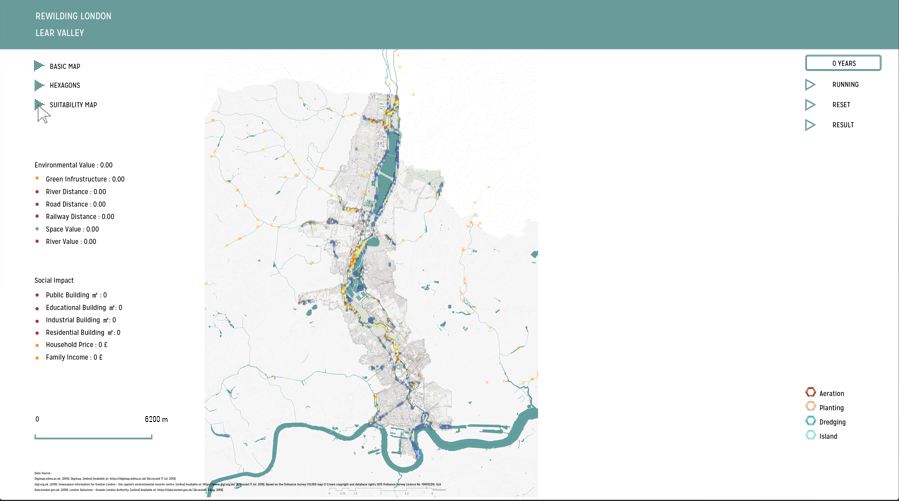 REWILDING LONDON
LEAR VALLEY
BASIC MAP
HEXAGONS
SUITABILITY MAP
0 YEARS
RUNNING
RESET
RESULT
Environmental Value : 0.00
Green Infrustructure : 0.00
River Distance : 0.00
Road Distance : 0.00
Railway Distance : 0.00
Space Value : 0.00
River Value : 0.00
Social Impact
Public Building ㎡ : 0
Educational Building ㎡: 0
Industrial Building ㎡: 0
Residential Building ㎡: 0
Household Price : 0 £
Family Income : 0 £
0 6200 m
Aeration
Planting
Dredging
Island
Data Source :